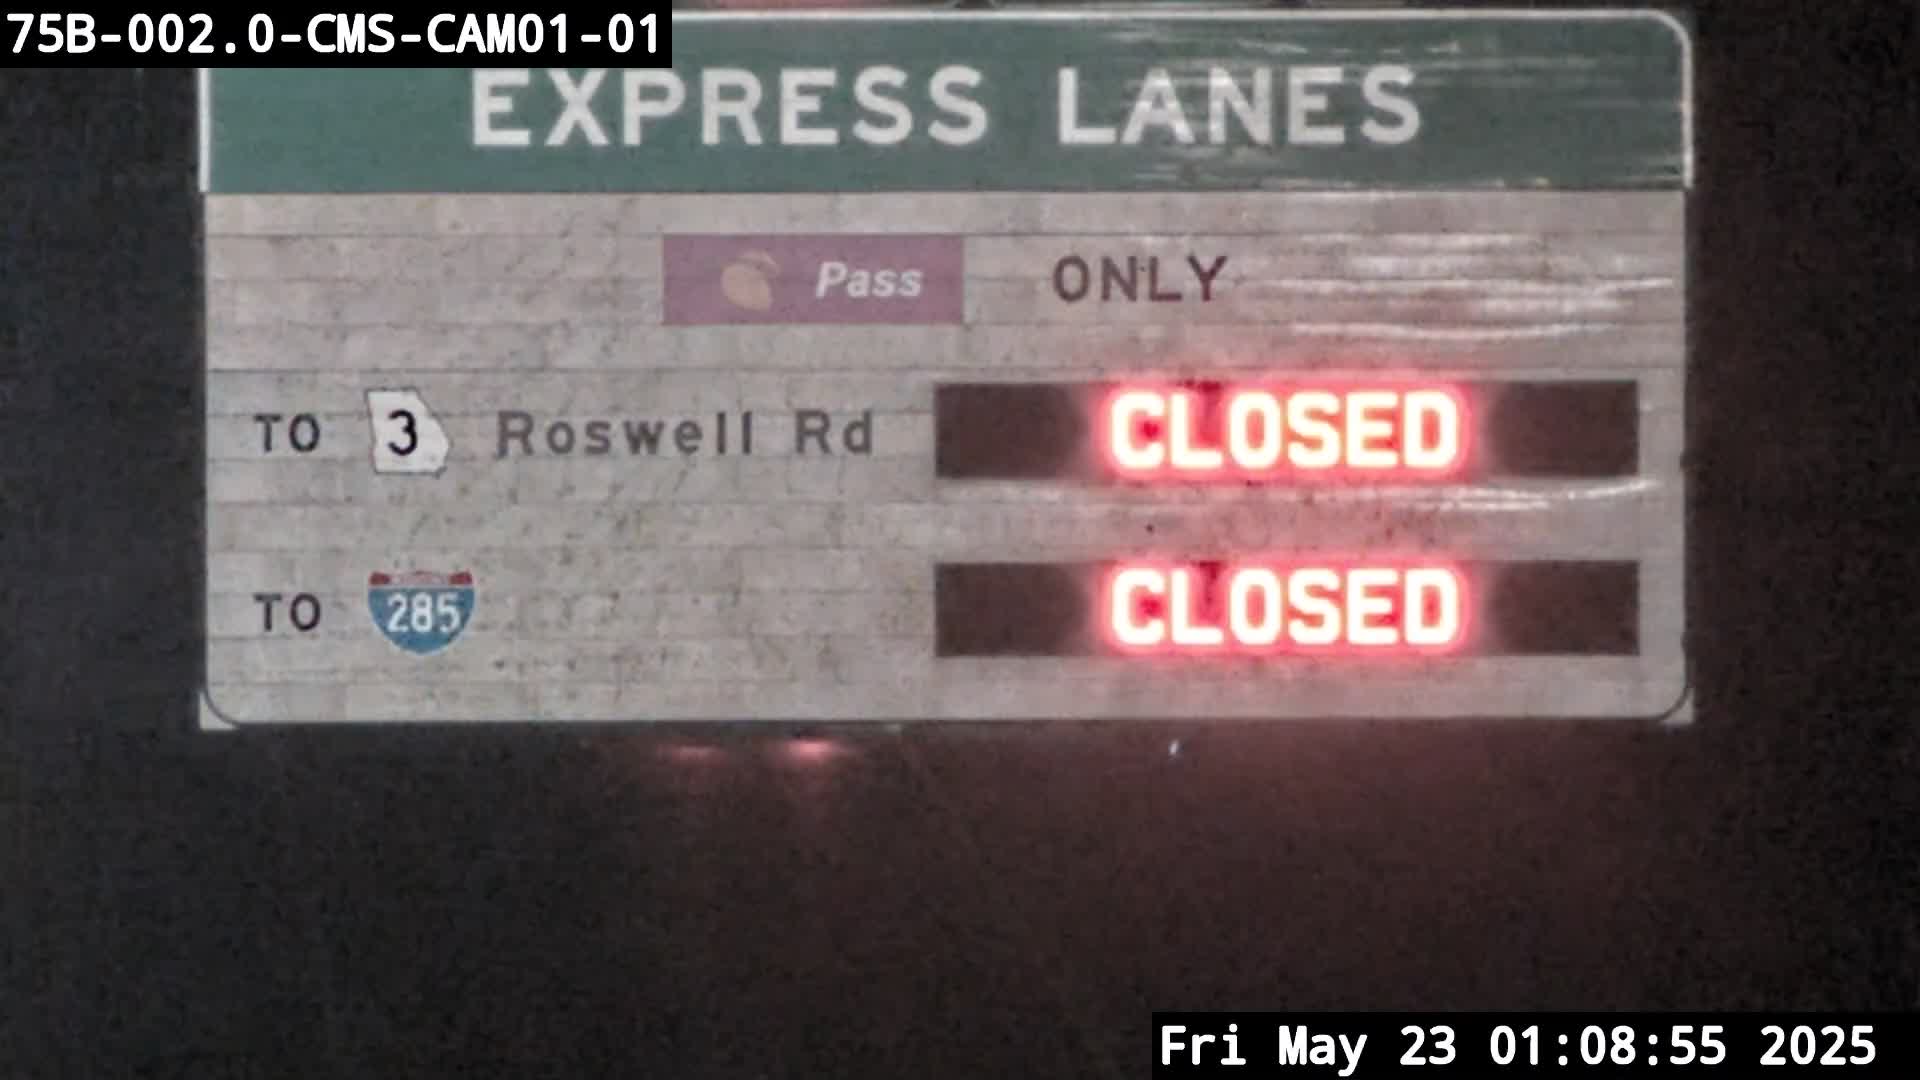 75B-002.0-CMS-CAM01-01
EXPRESS LANES
Pass ONLY
TO 3 Roswell Rd CLOSED
TO 285 CLOSED
Fri May 23 01:08:55 2025